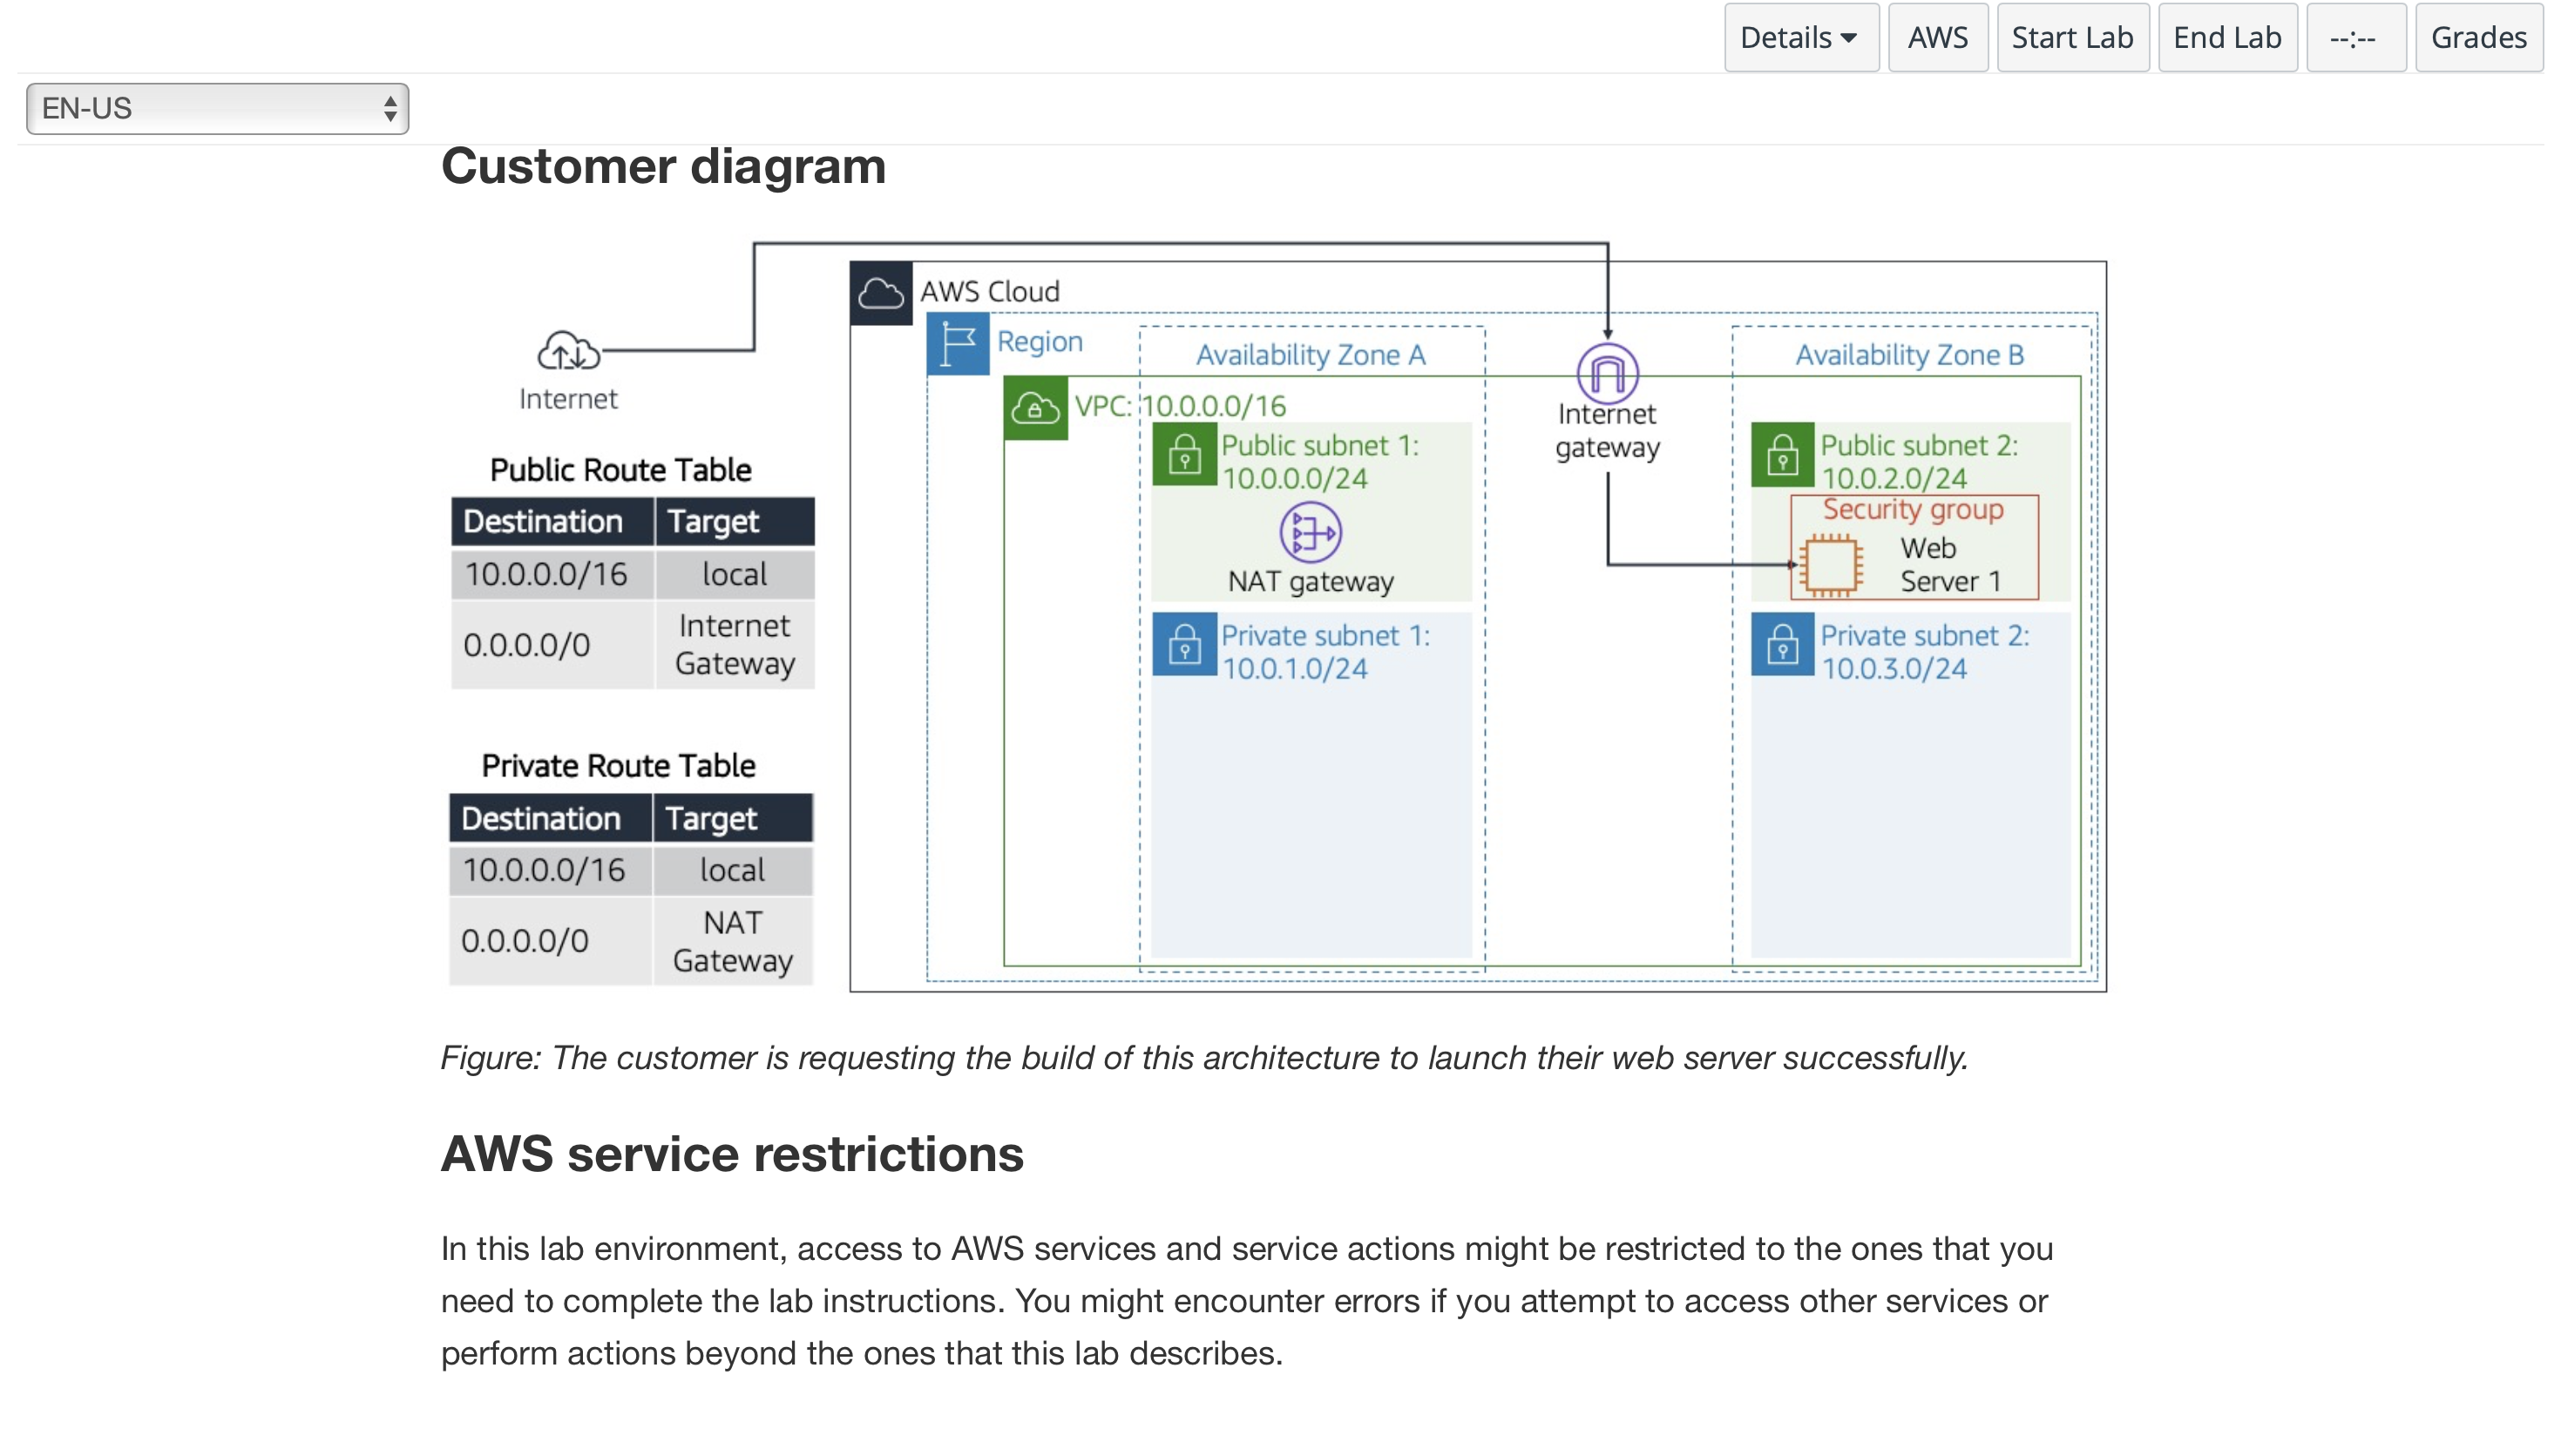 Details
AWS
Start Lab
End Lab
--:--
Grades
EN-US
Customer diagram
Internet
Public Route Table
Destination Target
10.0.0.0/16 local
0.0.0.0/0 Internet
Gateway
Private Route Table
Destination Target
10.0.0.0/16 local
0.0.0.0/0 NAT
Gateway
AWS Cloud
Region
Availability Zone A
VPC: 10.0.0.0/16
Public subnet 1:
10.0.0.0/24
NAT gateway
Private subnet 1:
10.0.1.0/24
Internet
gateway
Availability Zone B
Public subnet 2:
10.0.2.0/24
Security group
Web
Server 1
Private subnet 2:
10.0.3.0/24
Figure: The customer is requesting the build of this architecture to launch their web server successfully.
AWS service restrictions
In this lab environment, access to AWS services and service actions might be restricted to the ones that you
need to complete the lab instructions. You might encounter errors if you attempt to access other services or
perform actions beyond the ones that this lab describes.